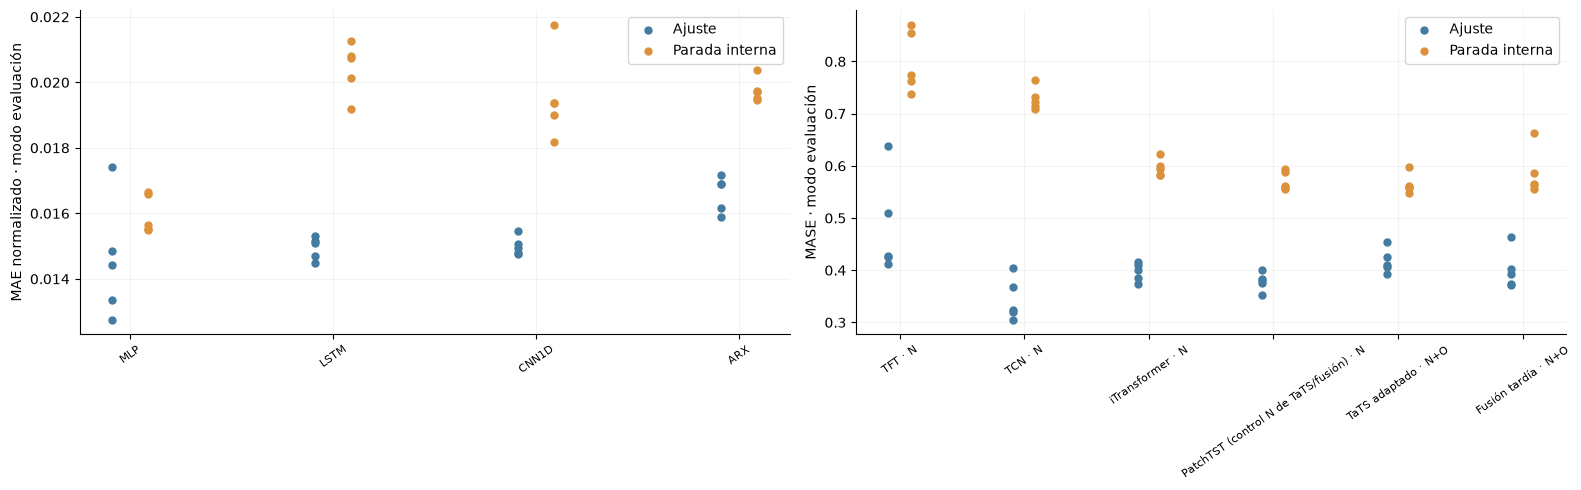 MAE normalizado · modo evaluación
0.022
0.020
0.018
0.016
0.014
Ajuste
Parada interna
MLP
LSTM
CNN1D
ARX
MASE · modo evaluación
0.8
0.7
0.6
0.5
0.4
0.3
Ajuste
Parada interna
TFT · N
TCN · N
iTransformer · N
PatchTST (control N de TaTS/fusión) · N
TaTS adaptado · N+O
Fusión tardía · N+O